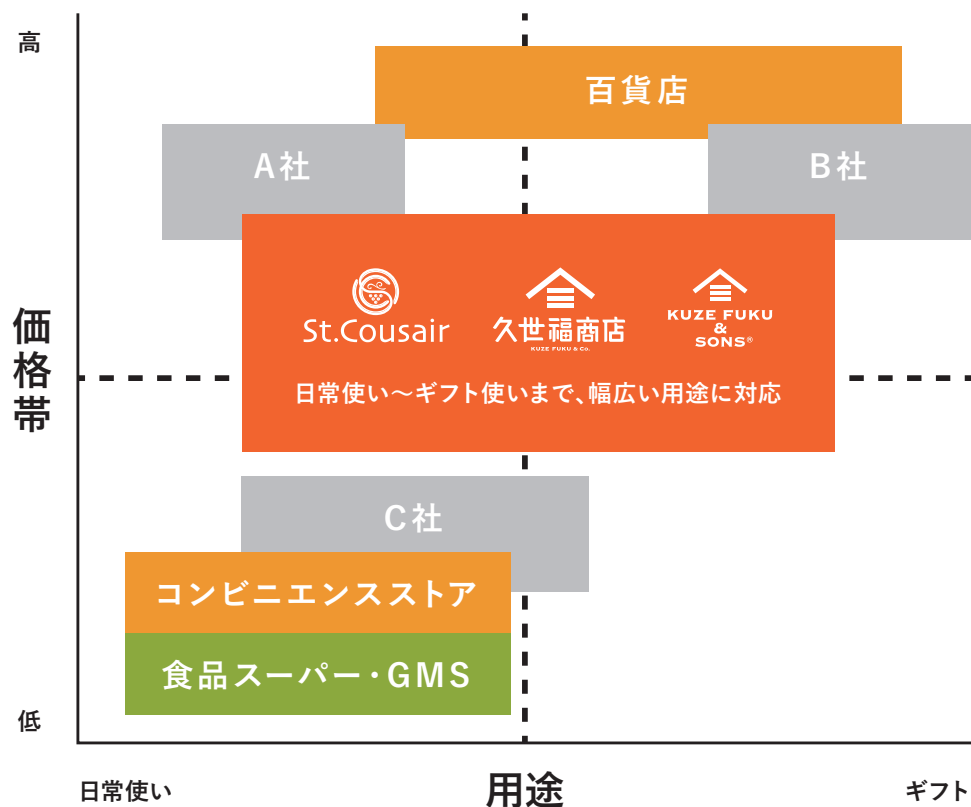 高
百貨店
A社
B社
St.Cousair
久世福商店
KUZE FUKU & Co.
KUZE FUKU
&
SONS®
価格帯
日常使い～ギフト使いまで、幅広い用途に対応
C社
コンビニエンスストア
食品スーパー・GMS
低
日常使い
用途
ギフト